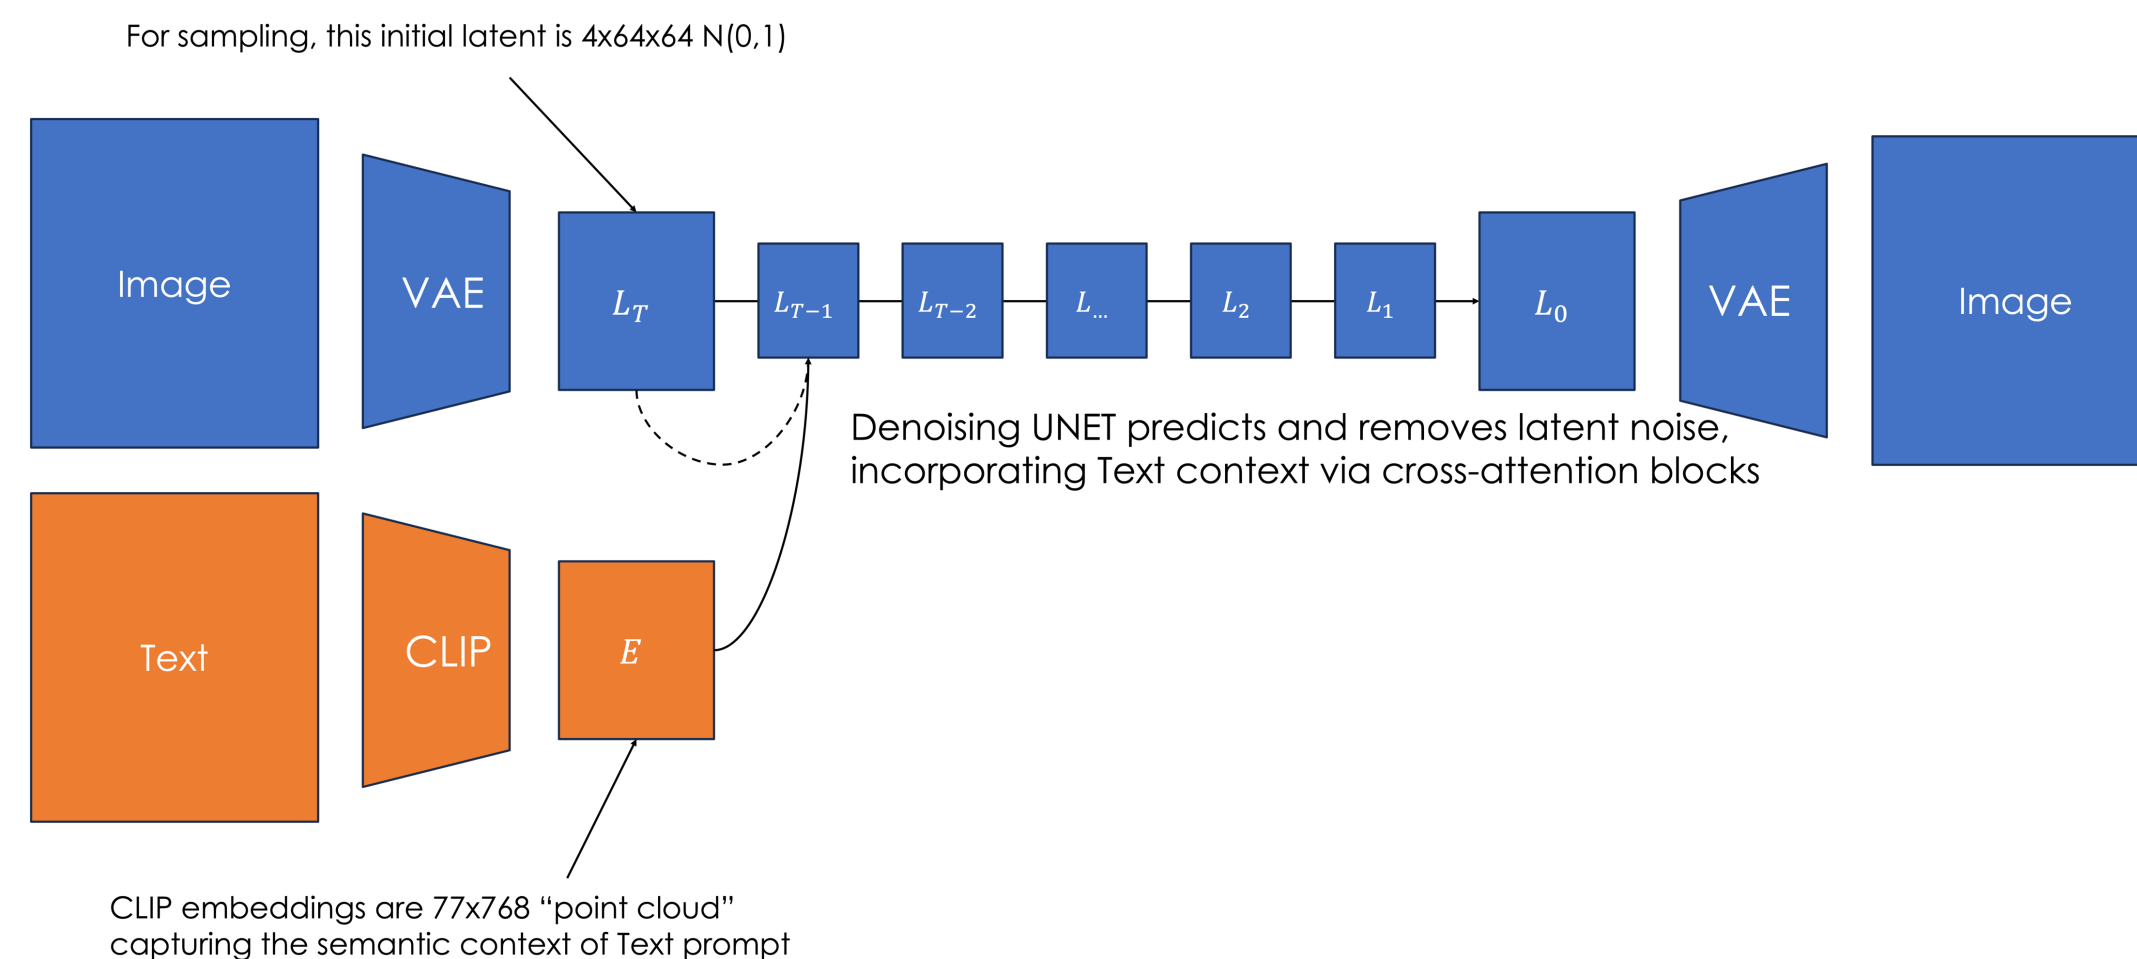 For sampling, this initial latent is 4x64x64 N(0,1)
Image
VAE
L_T
L_{T−1}
L_{T−2}
L_{...}
L_2
L_1
L_0
VAE
Image
Denoising UNET predicts and removes latent noise,
incorporating Text context via cross-attention blocks
Text
CLIP
E
CLIP embeddings are 77x768 “point cloud”
capturing the semantic context of Text prompt